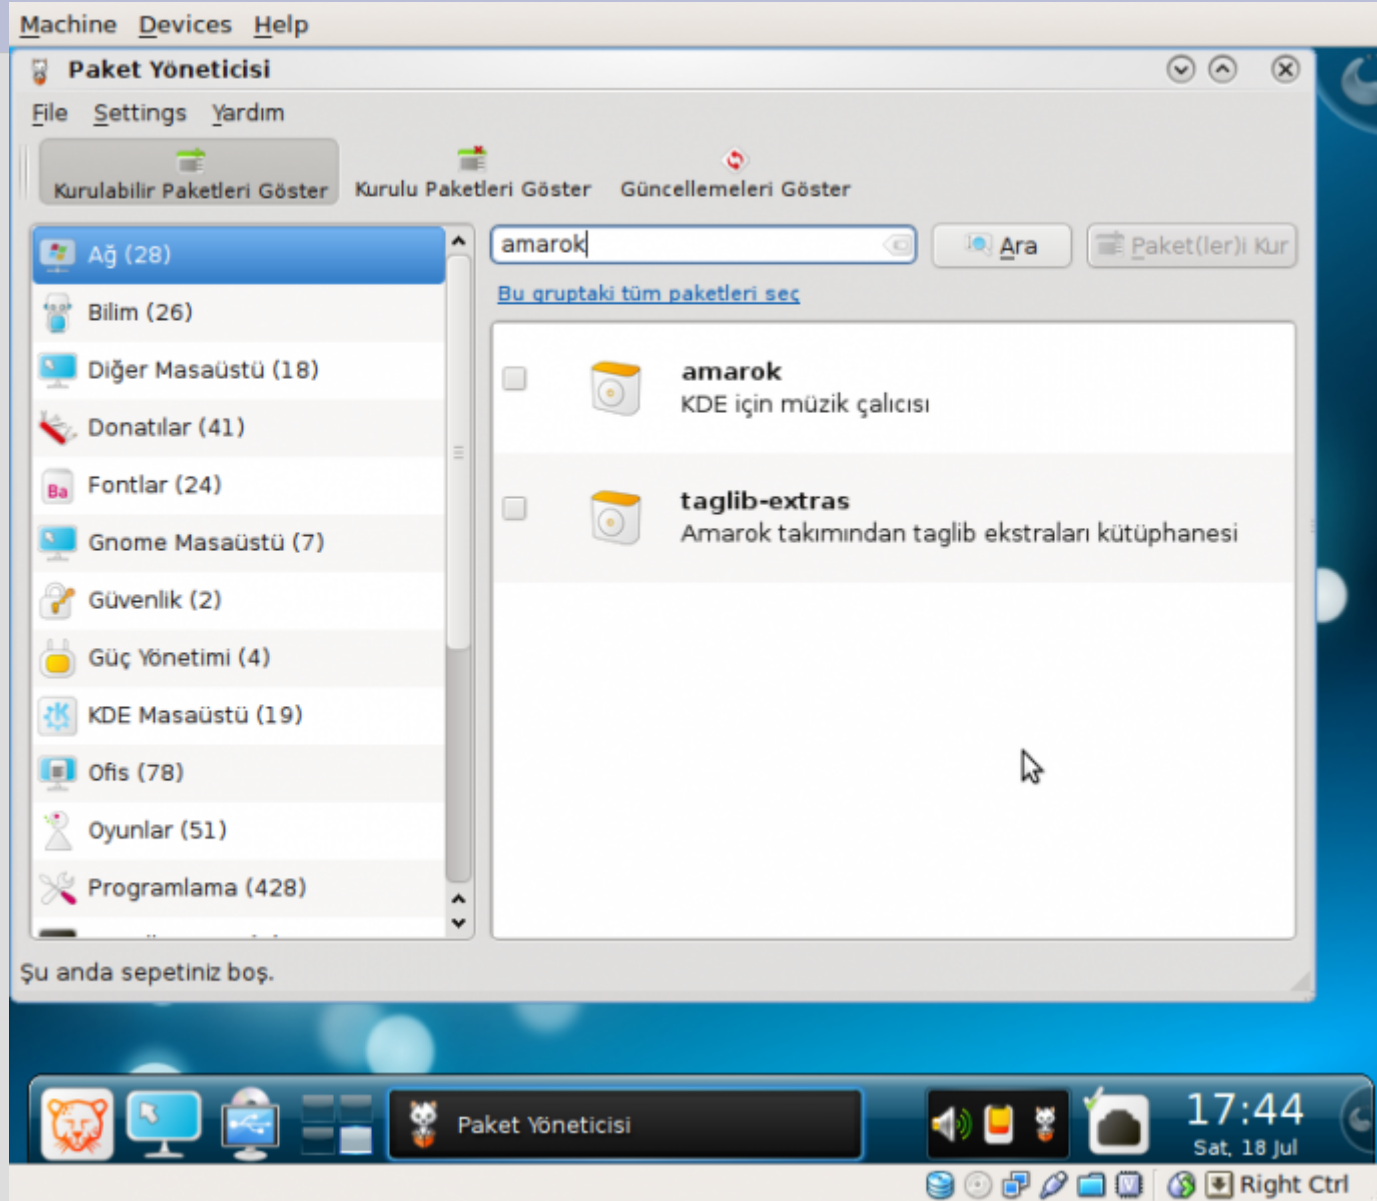 Machine Devices Help
Paket Yöneticisi
File Settings Yardım
Kurulabilir Paketleri Göster Kurulu Paketleri Göster Güncellemeleri Göster
amarok Ara Paket(ler)i Kur
Bu gruptaki tüm paketleri seç
Ağ (28)
Bilim (26)
Diğer Masaüstü (18)
Donatılar (41)
Fontlar (24)
Gnome Masaüstü (7)
Güvenlik (2)
Güç Yönetimi (4)
KDE Masaüstü (19)
Ofis (78)
Oyunlar (51)
Programlama (428)
amarok
KDE için müzik çalıcısı
taglib-extras
Amarok takımından taglib ekstraları kütüphanesi
Şu anda sepetiniz boş.
Paket Yöneticisi
17:44
Sat, 18 Jul
Right Ctrl